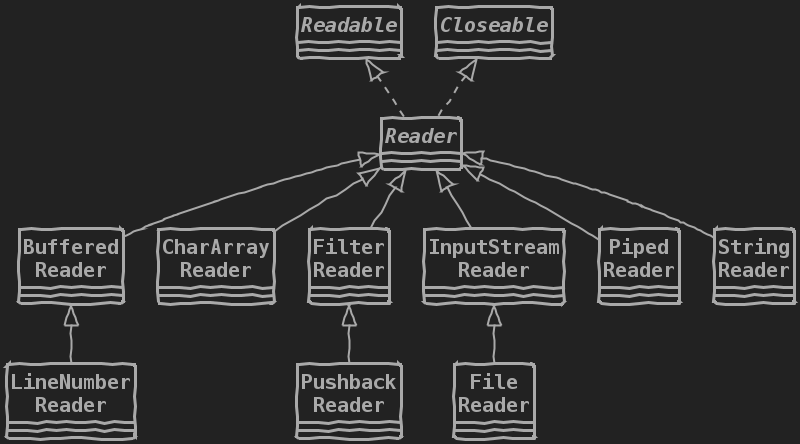 Readable
Closeable
Reader
Buffered
Reader
CharArray
Reader
Filter
Reader
InputStream
Reader
Piped
Reader
String
Reader
LineNumber
Reader
Pushback
Reader
File
Reader